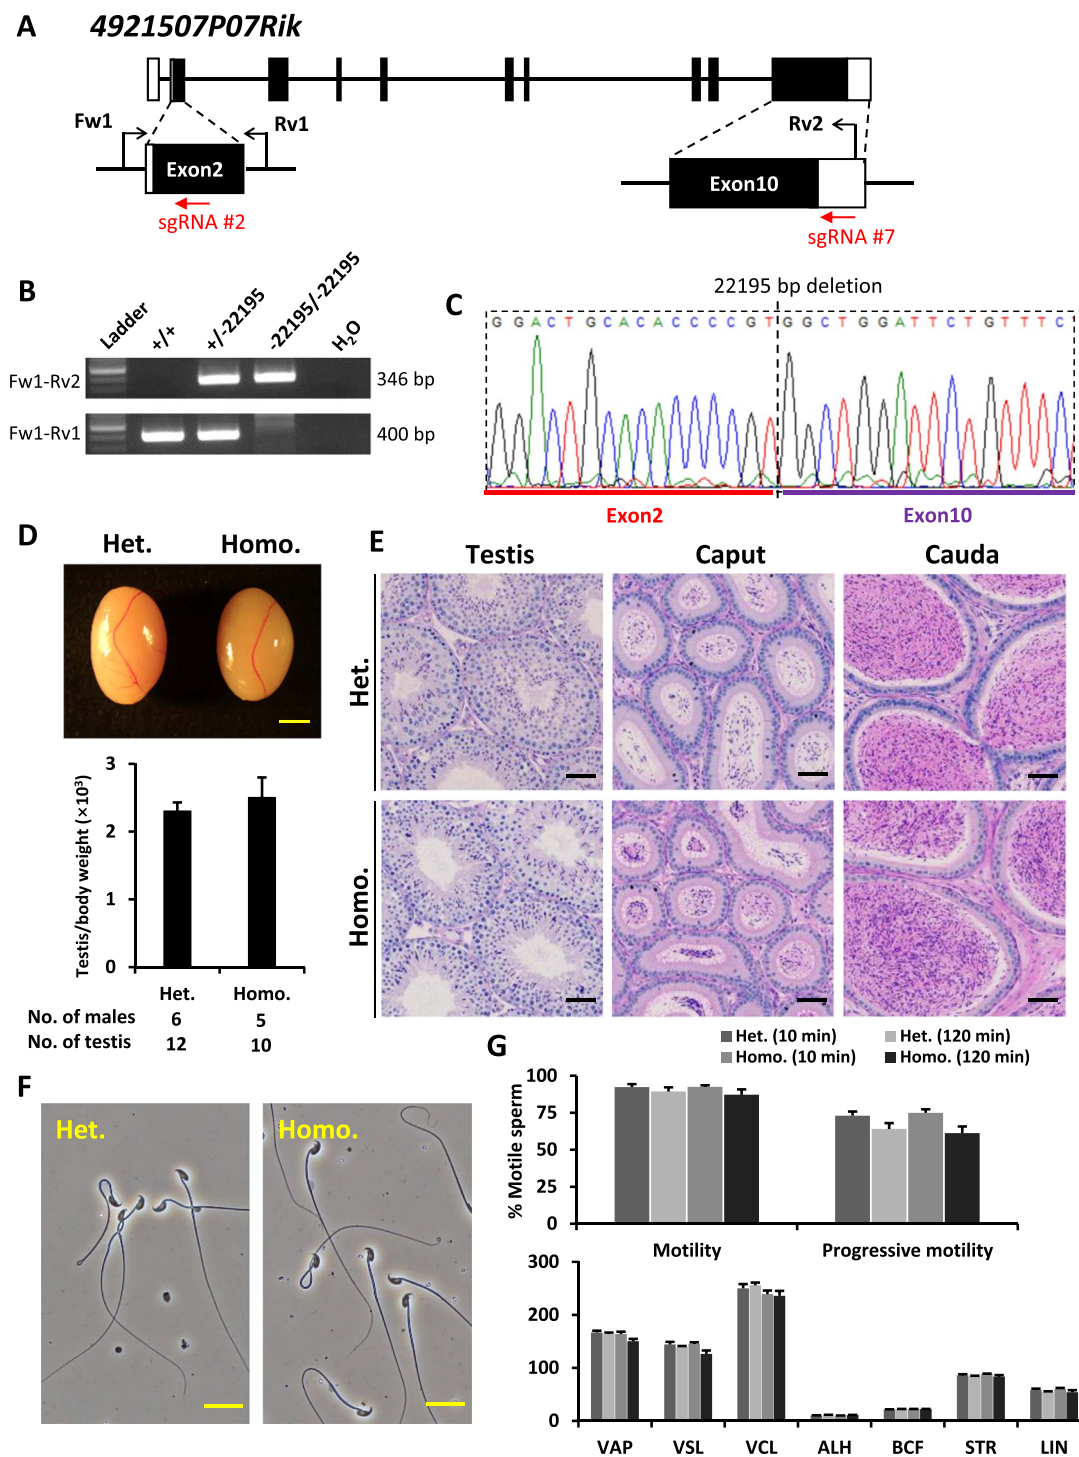 A
4921507P07Rik
Fw1
Rv1
Rv2
Exon2
Exon10
sgRNA #2
sgRNA #7
B
Ladder
+/+
+/-22195
-22195/-22195
H2O
Fw1-Rv2
346 bp
Fw1-Rv1
400 bp
C
22195 bp deletion
G G A C T G C A C A C C C C G T G G C T G G A T T C T G T T T C
Exon2
Exon10
D
Het.
Homo.
3
2
1
0
Testis/body weight (×10³)
Het.
Homo.
No. of males
6
5
No. of testis
12
10
E
Testis
Caput
Cauda
Het.
Homo.
F
Het.
Homo.
G
Het. (10 min)
Het. (120 min)
Homo. (10 min)
Homo. (120 min)
100
75
50
25
0
% Motile sperm
Motility
Progressive motility
300
200
100
0
VAP
VSL
VCL
ALH
BCF
STR
LIN